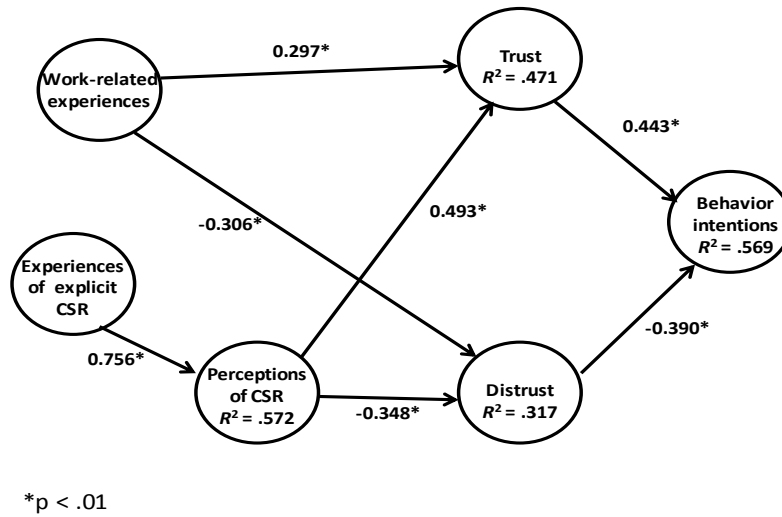 0.297*
Trust
R² = .471
Work-related
experiences
0.443*
0.493*
Behavior
intentions
R² = .569
-0.306*
Experiences
of explicit
CSR
0.756*
-0.390*
Perceptions
of CSR
R² = .572
-0.348*
Distrust
R² = .317
*p < .01